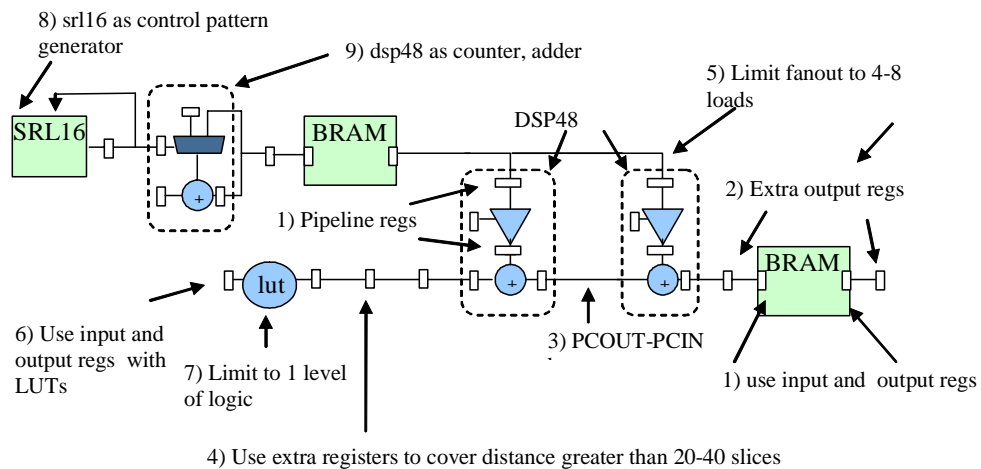 8) srl16 as control pattern
generator
9) dsp48 as counter, adder
5) Limit fanout to 4-8
loads
SRL16
BRAM
DSP48
2) Extra output regs
1) Pipeline regs
BRAM
lut
+
+
+
6) Use input and
output regs with
LUTs
7) Limit to 1 level
of logic
3) PCOUT-PCIN
1) use input and output regs
4) Use extra registers to cover distance greater than 20-40 slices